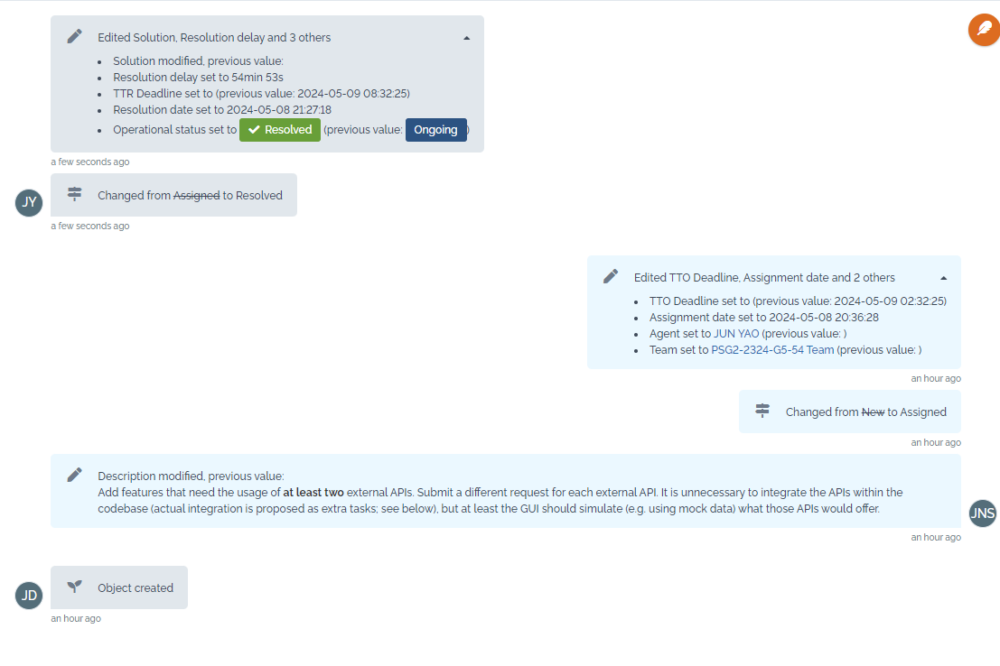 Edited Solution, Resolution delay and 3 others
Solution modified, previous value:
Resolution delay set to 54min 53s
TTR Deadline set to (previous value: 2024-05-09 08:32:25)
Resolution date set to 2024-05-08 21:27:18
Operational status set to Resolved (previous value: Ongoing )
a few seconds ago
JY
Changed from Assigned to Resolved
a few seconds ago
Edited TTO Deadline, Assignment date and 2 others
TTO Deadline set to (previous value: 2024-05-09 02:32:25)
Assignment date set to 2024-05-08 20:36:28
Agent set to JUN YAO (previous value: )
Team set to PSG2-2324-G5-54 Team (previous value: )
an hour ago
Changed from New to Assigned
an hour ago
Description modified, previous value:
Add features that need the usage of at least two external APIs. Submit a different request for each external API. It is unnecessary to integrate the APIs within the
codebase (actual integration is proposed as extra tasks; see below), but at least the GUI should simulate (e.g. using mock data) what those APIs would offer.
JNS
an hour ago
JD
Object created
an hour ago